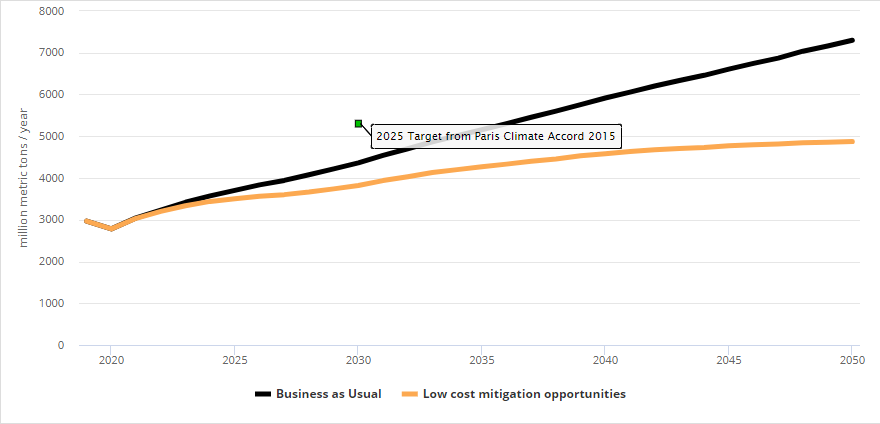 8000
7000
6000
5000
4000
3000
2000
1000
0
million metric tons / year
2025 Target from Paris Climate Accord 2015
2020 2025 2030 2035 2040 2045 2050
Business as Usual Low cost mitigation opportunities